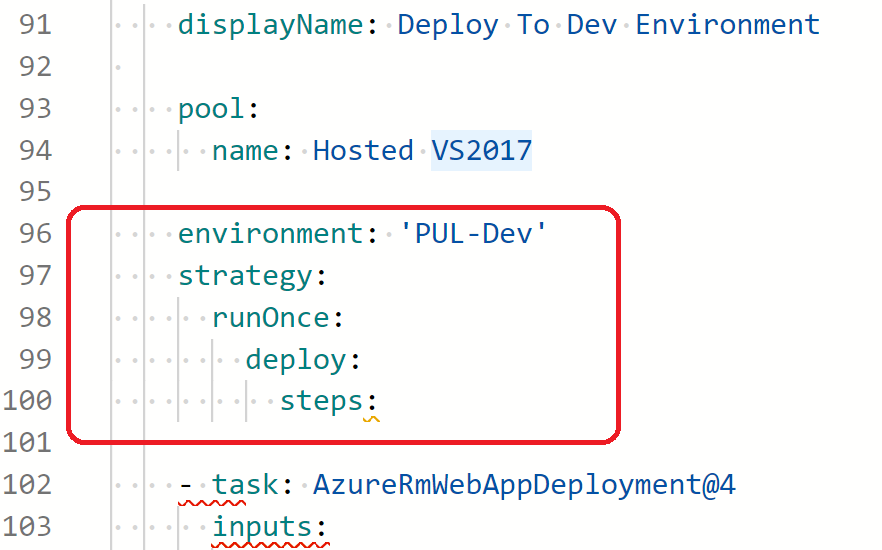 91 displayName: Deploy To Dev Environment
92
93 pool:
94 name: Hosted VS2017
95
96 environment: 'PUL-Dev'
97 strategy:
98 runOnce:
99 deploy:
100 steps:
101
102 - task: AzureRmWebAppDeployment@4
103 inputs: